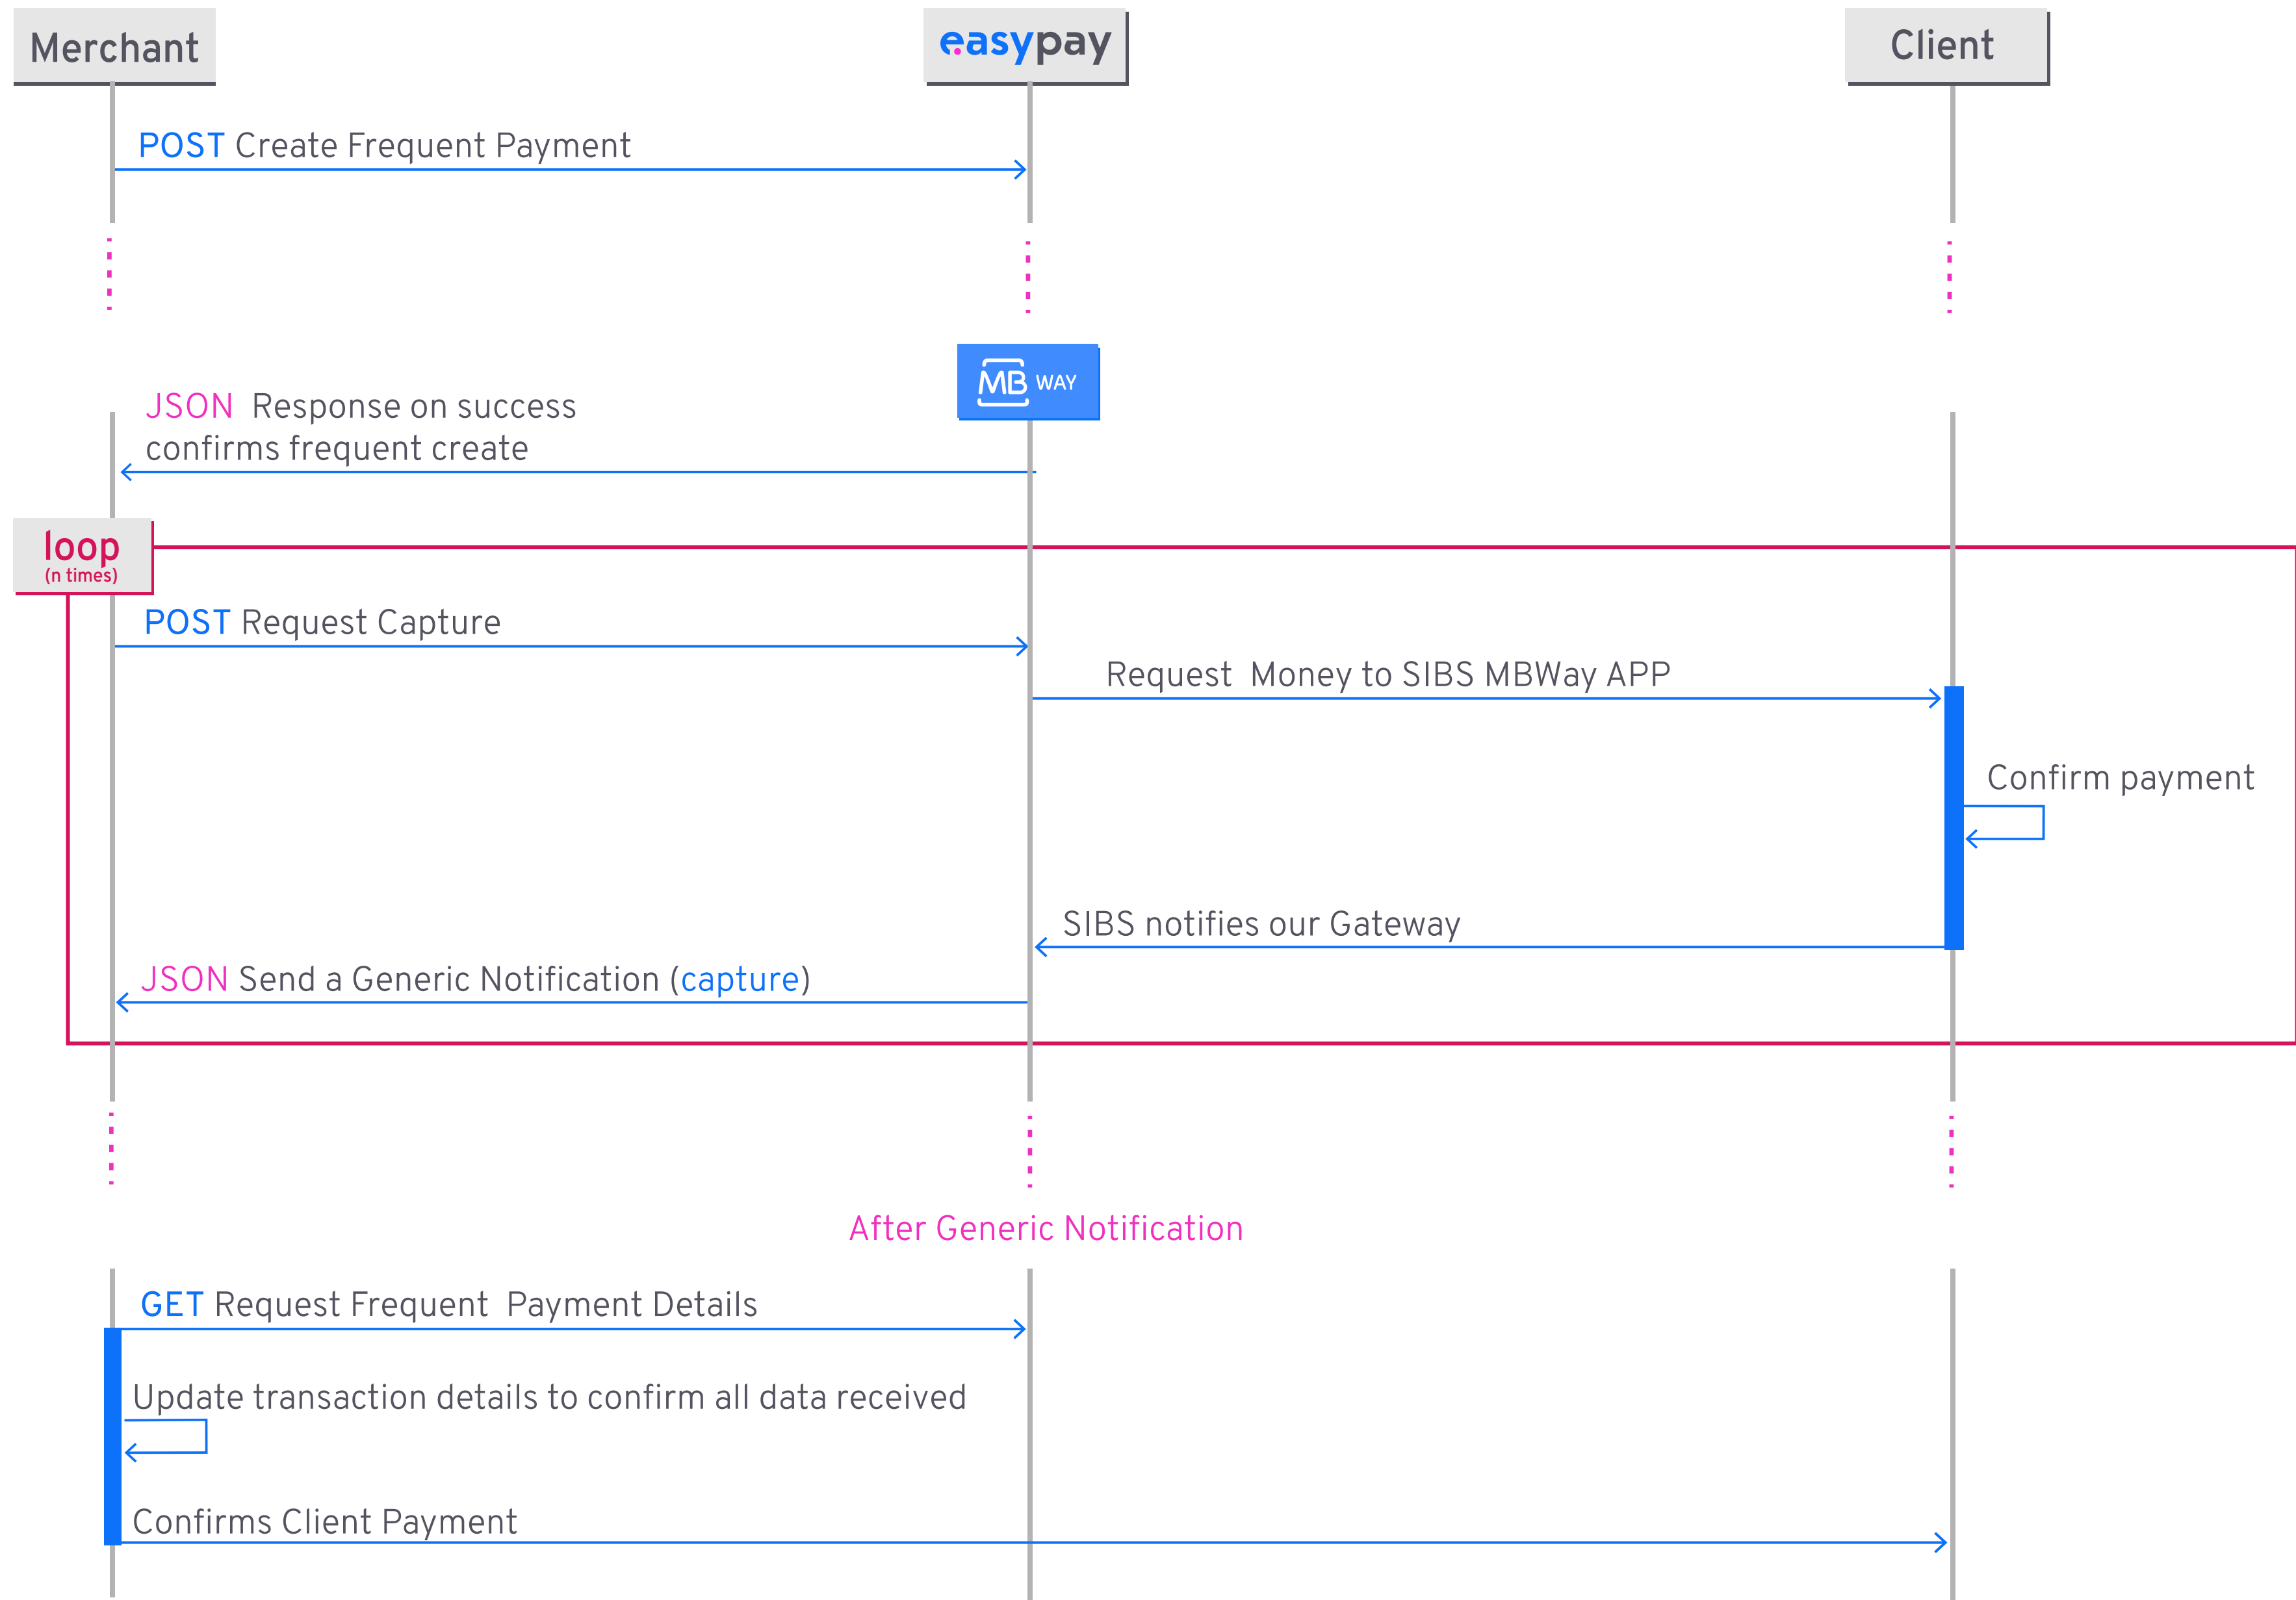 Merchant
easypay
Client
POST Create Frequent Payment
MB WAY
JSON Response on success
confirms frequent create
loop
(n times)
POST Request Capture
Request Money to SIBS MBWay APP
Confirm payment
SIBS notifies our Gateway
JSON Send a Generic Notification (capture)
After Generic Notification
GET Request Frequent Payment Details
Update transaction details to confirm all data received
Confirms Client Payment